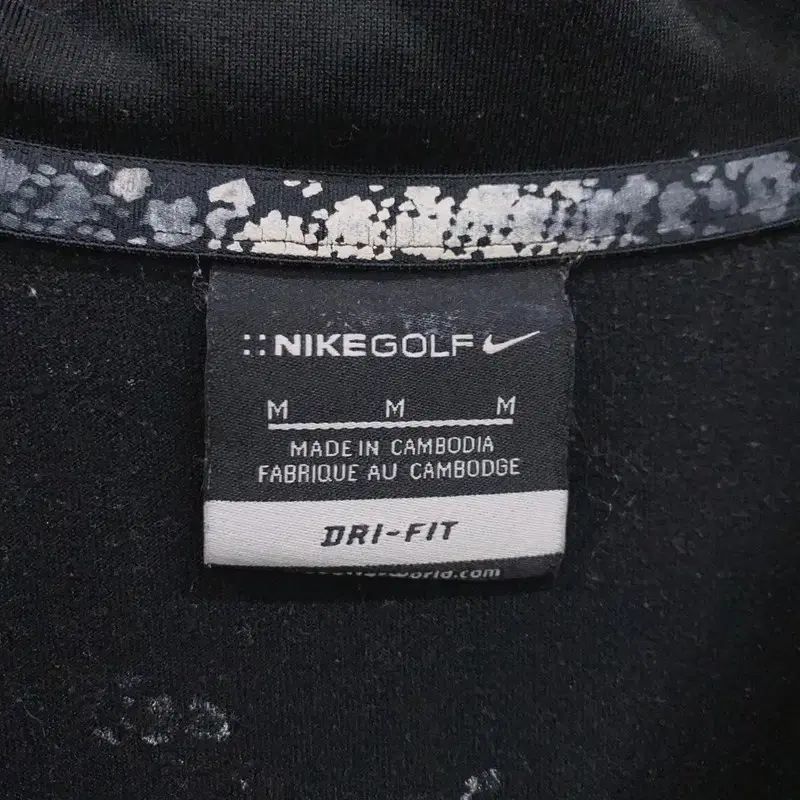 ::NIKEGOLF
M M M
MADE IN CAMBODIA
FABRIQUE AU CAMBODGE
DRI-FIT